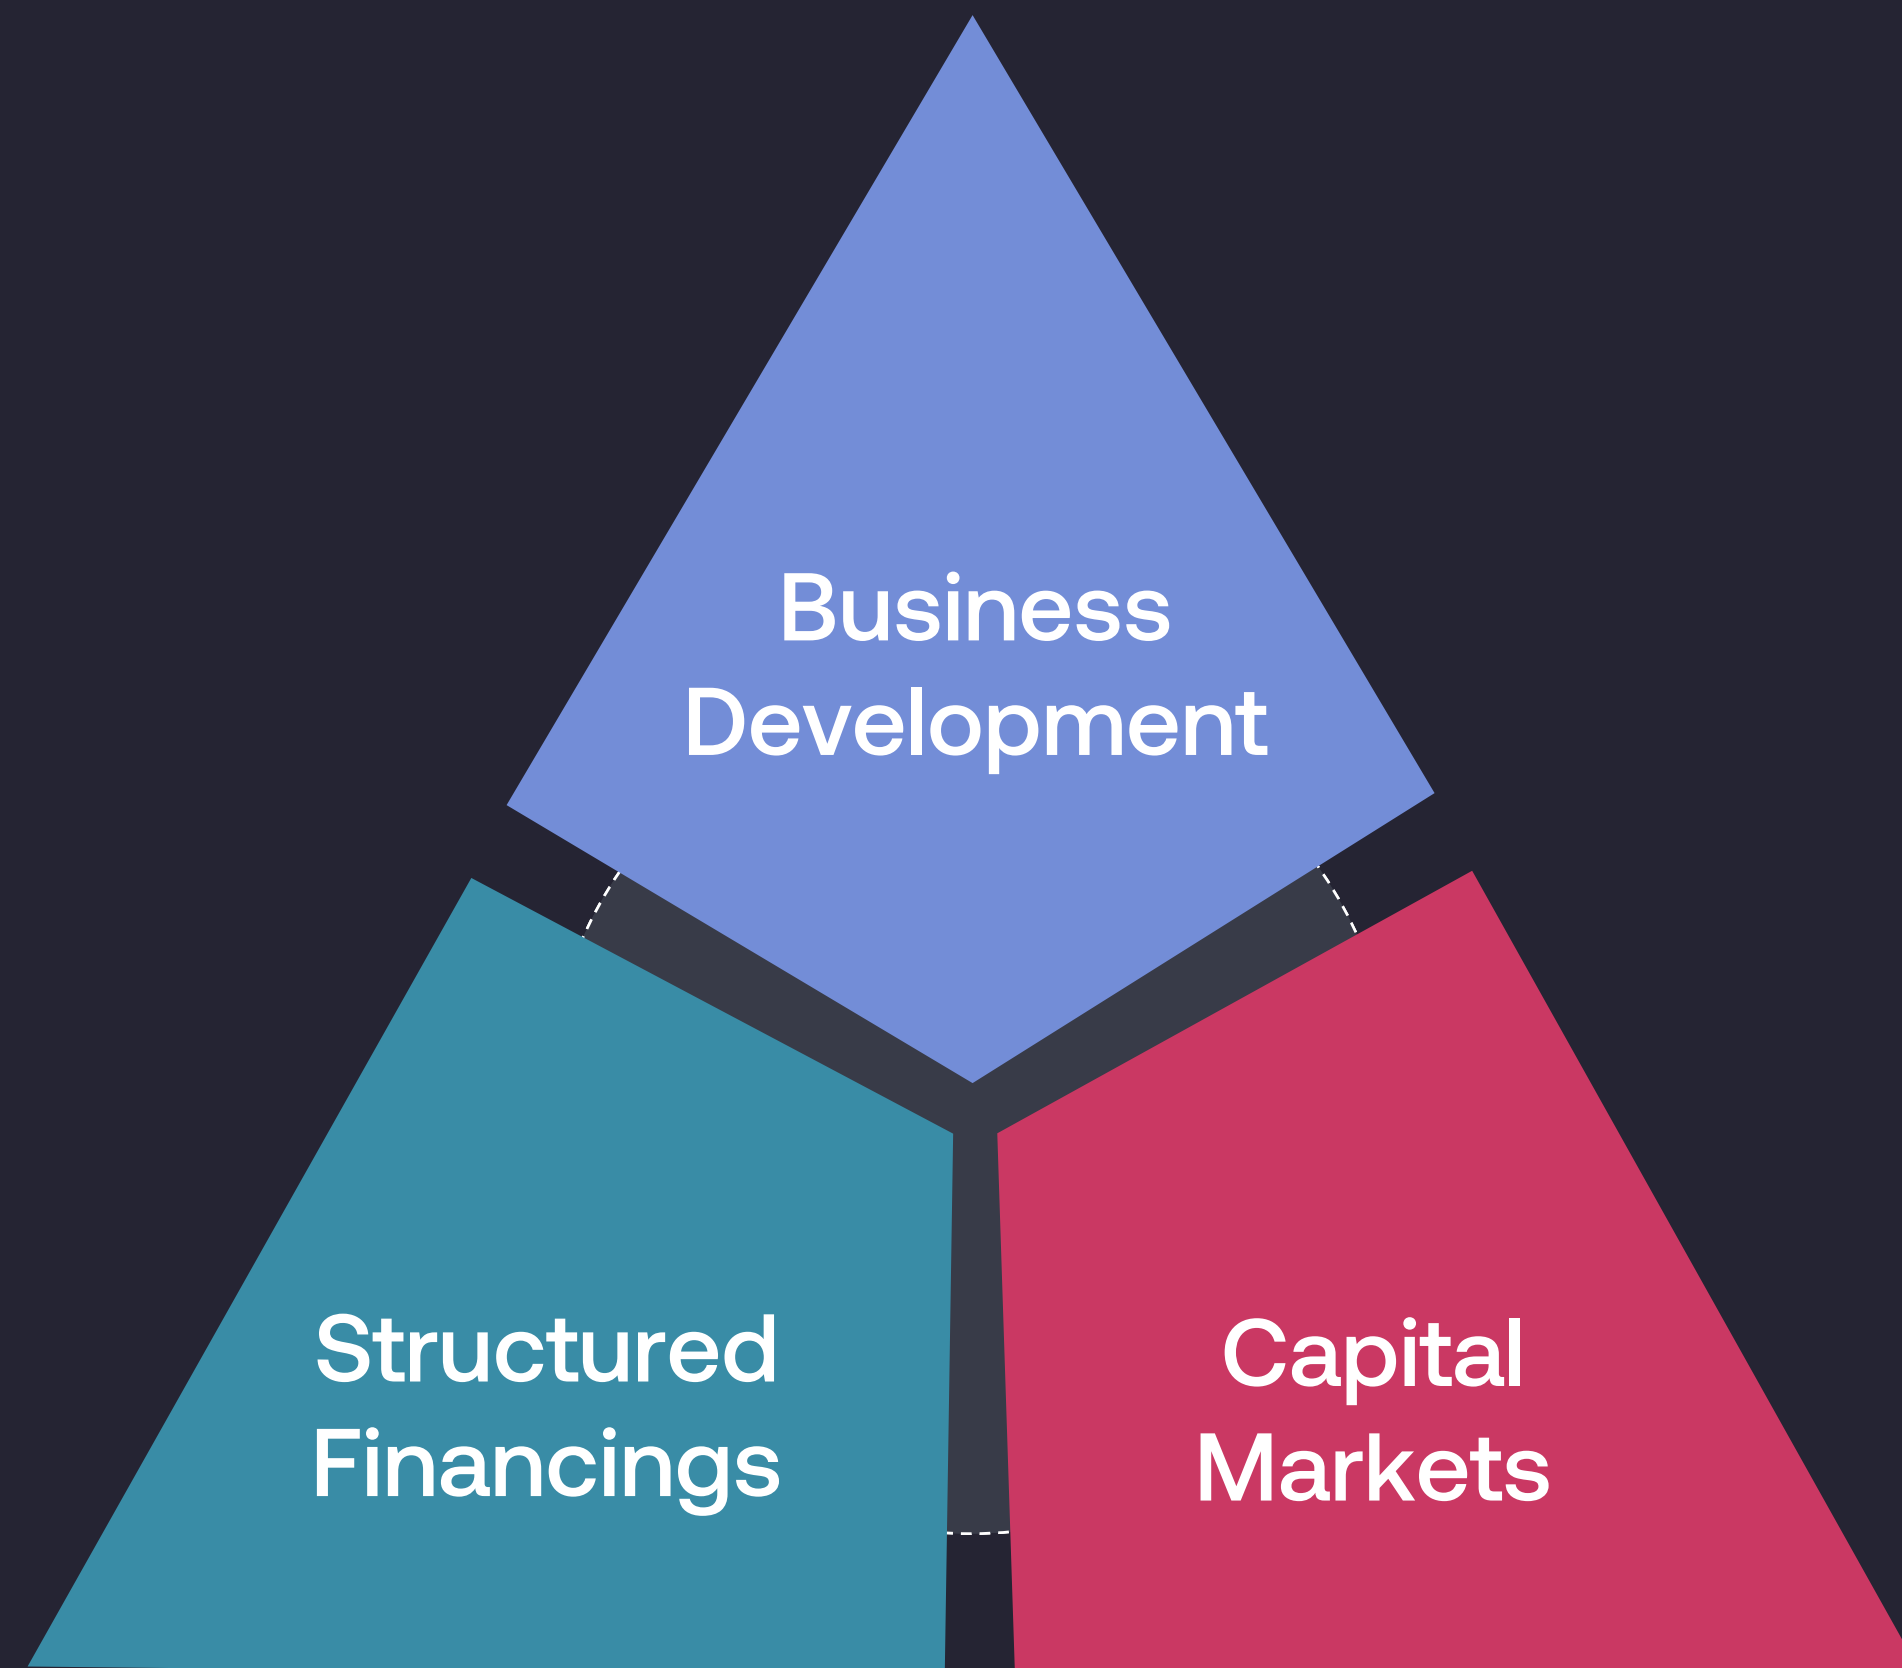 Business
Development
Structured
Financings
Capital
Markets